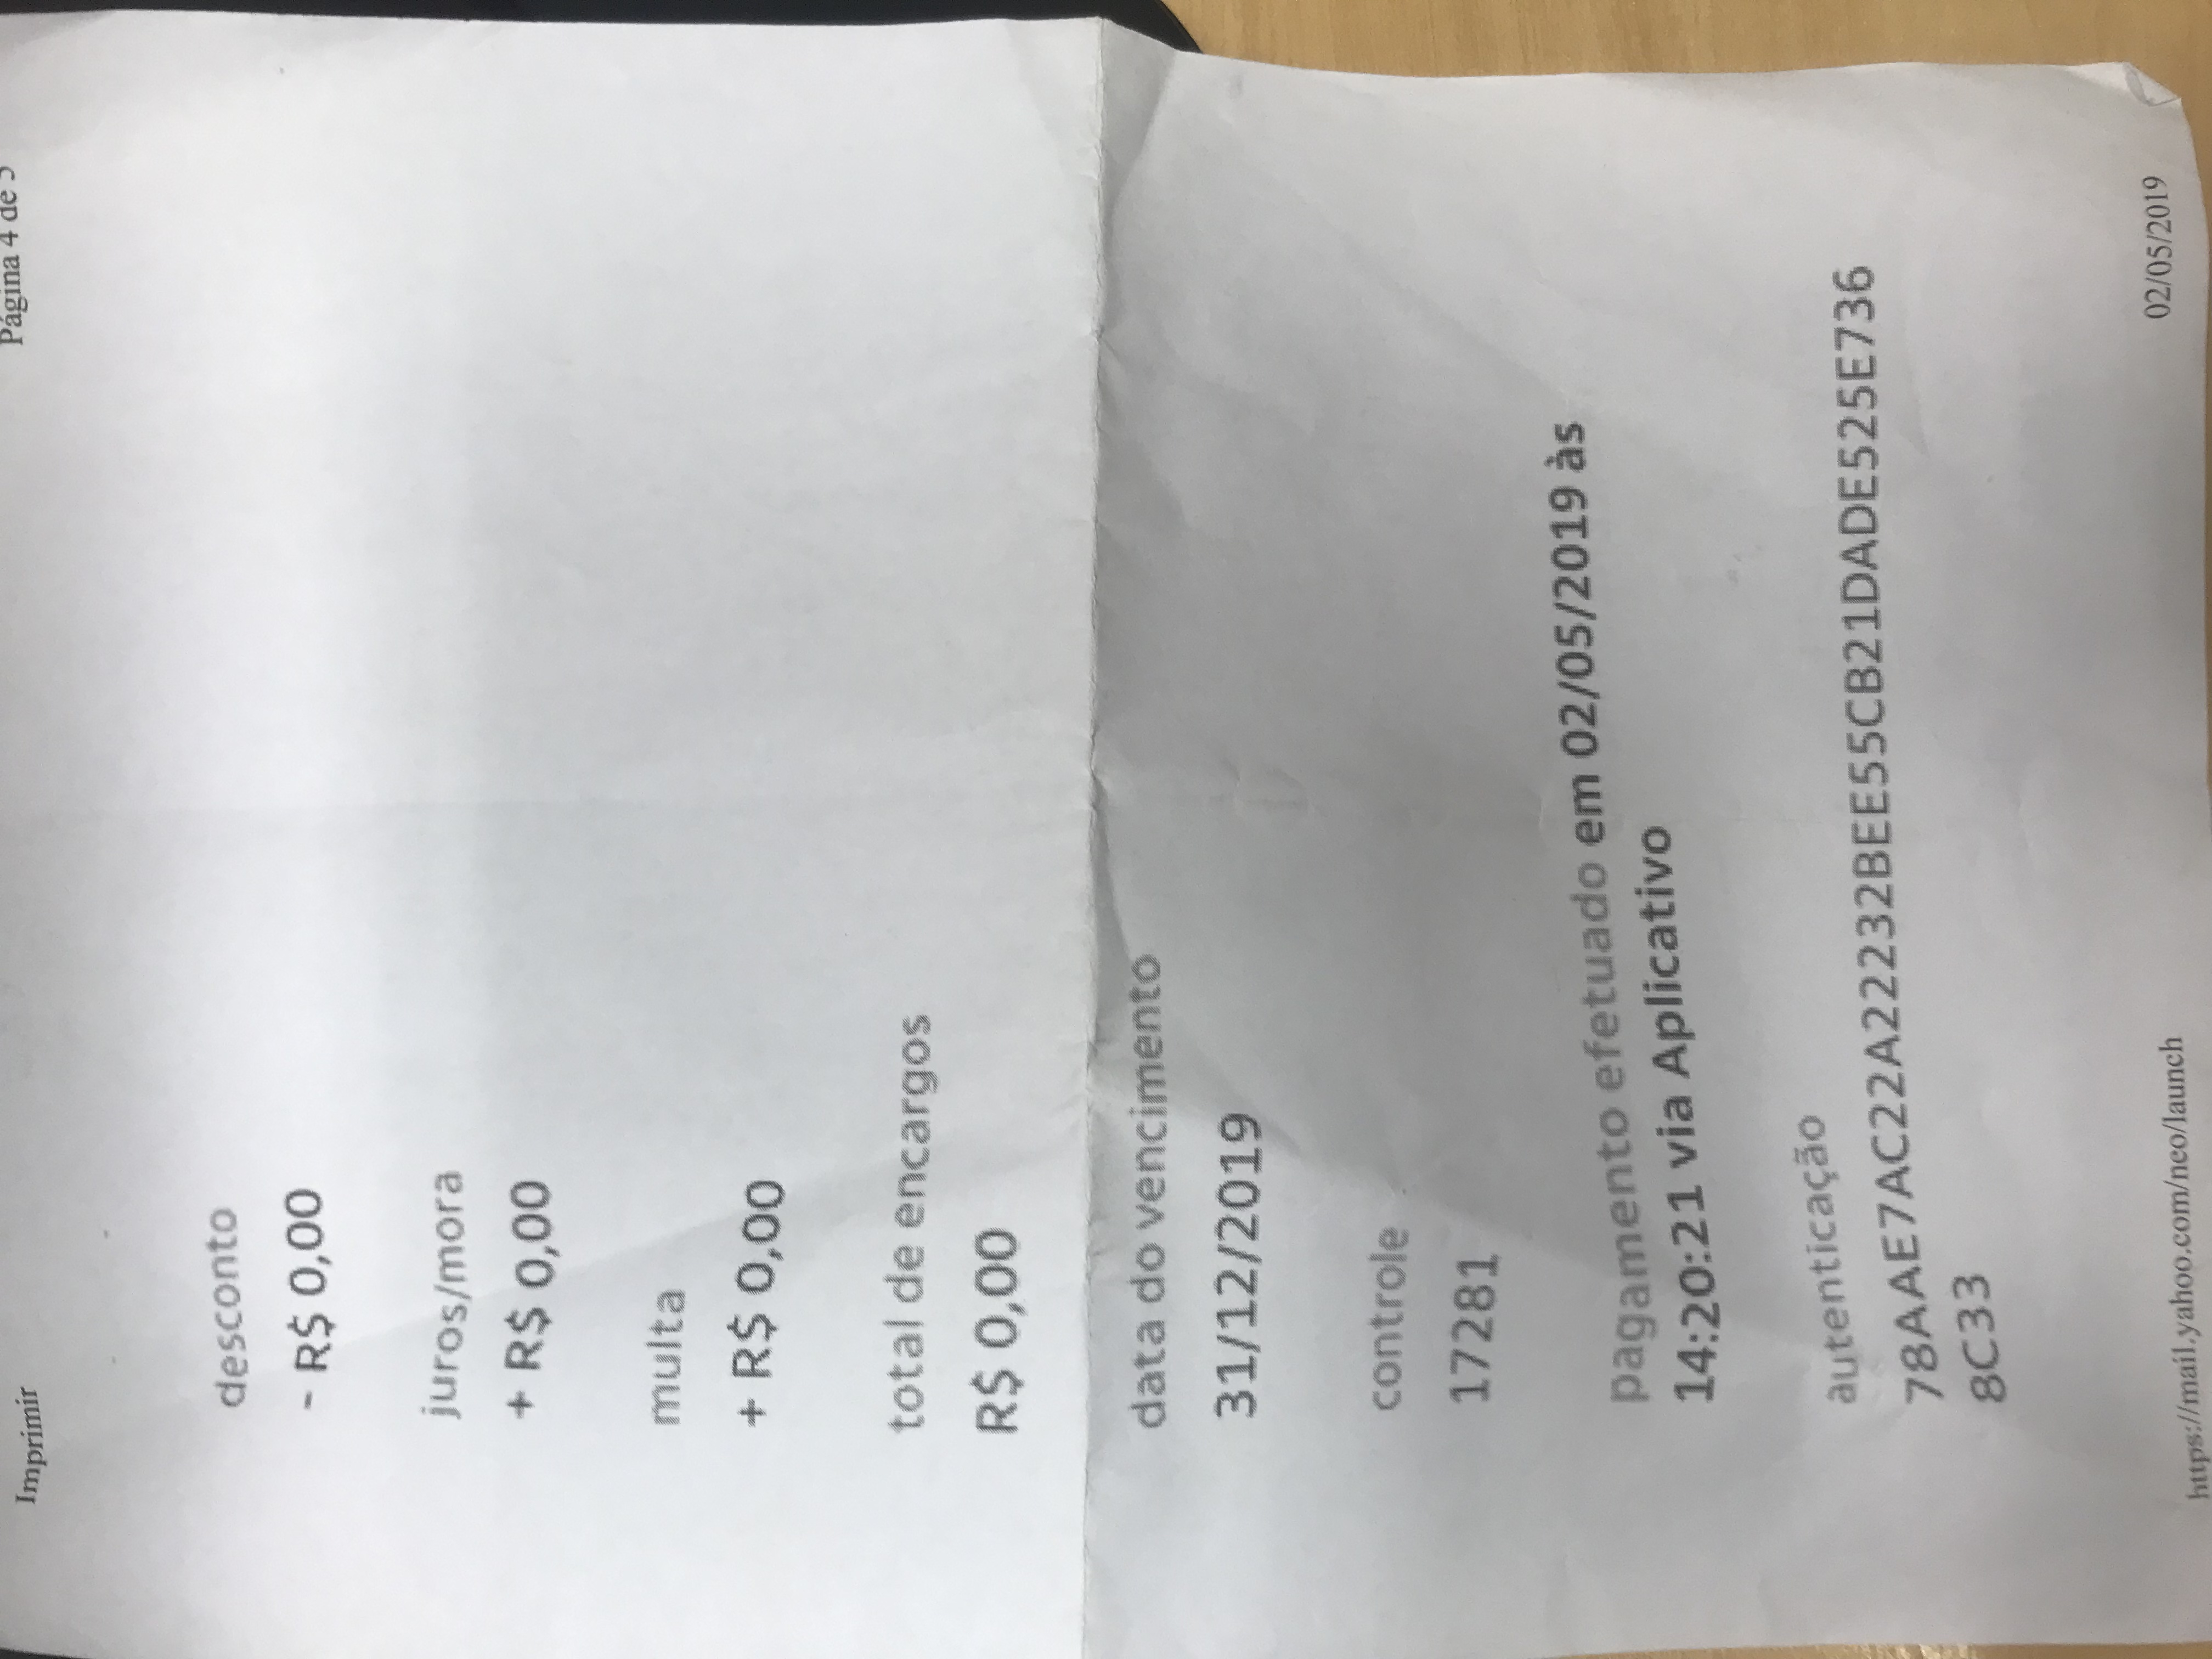 Imprimir
Página 4 de 5
desconto
- R$ 0,00
juros/mora
+ R$ 0,00
multa
+ R$ 0,00
total de encargos
R$ 0,00
data do vencimento
31/12/2019
controle
17281
pagamento efetuado em 02/05/2019 às
14:20:21 via Aplicativo
autenticação
78AAE7AC22A22232BEE55CB21DADE525E736
8C33
https://mail.yahoo.com/neo/launch
02/05/2019